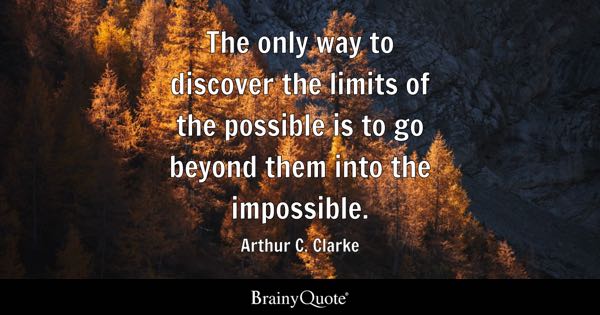 The only way to
discover the limits of
the possible is to go
beyond them into the
impossible.
Arthur C. Clarke
BrainyQuote®